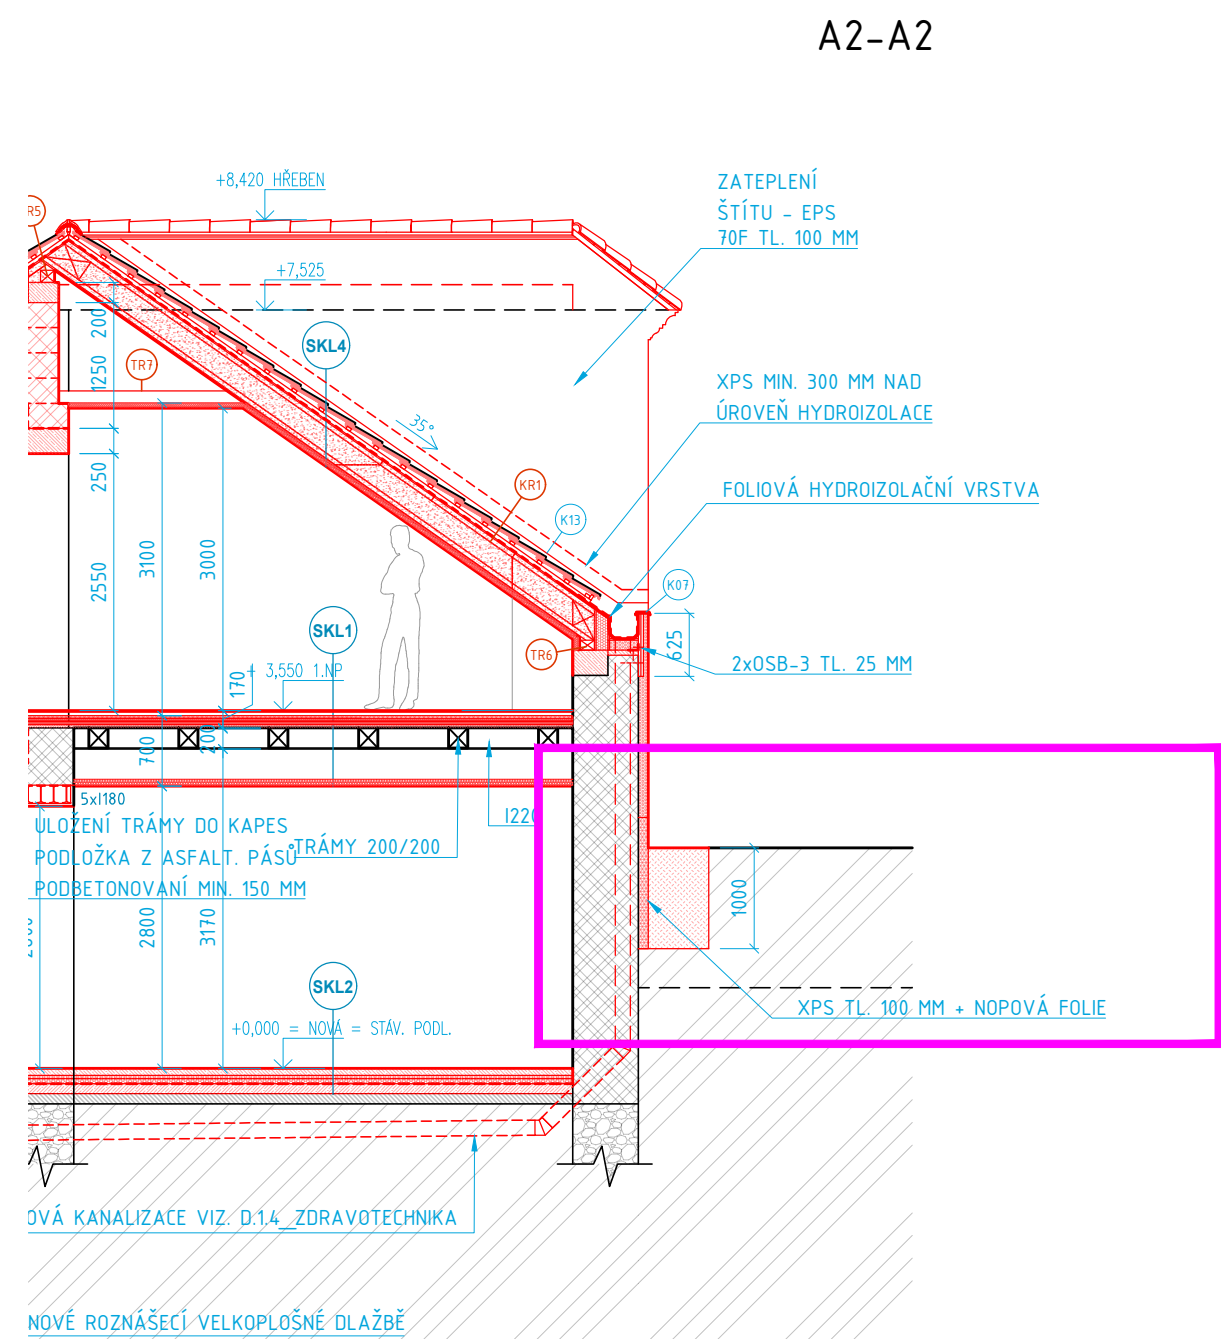 A2-A2
+8,420 HŘEBEN
ZATEPLENÍ
ŠTÍTU - EPS
70F TL. 100 MM
R5
+7,525
200
SKL4
TR7
1250
XPS MIN. 300 MM NAD
ÚROVEŇ HYDROIZOLACE
35°
250
KR1
FOLIOVÁ HYDROIZOLAČNÍ VRSTVA
K13
3100
3000
2550
K07
SKL1
625
TR6
2xOSB-3 TL. 25 MM
+ 3,550 1.NP
170
200
700
5xI180
I220
ULOŽENÍ TRÁMY DO KAPES
PODLOŽKA Z ASFALT. PÁSŮ
PODBETONOVÁNÍ MIN. 150 MM
TRÁMY 200/200
1000
2800
3170
SKL2
XPS TL. 100 MM + NOPOVÁ FOLIE
+0,000 = NOVÁ = STÁV. PODL.
OVÁ KANALIZACE VIZ. D.1.4_ZDRAVOTECHNIKA
NOVÉ ROZNÁŠECÍ VELKOPLOŠNÉ DLAŽBĚ